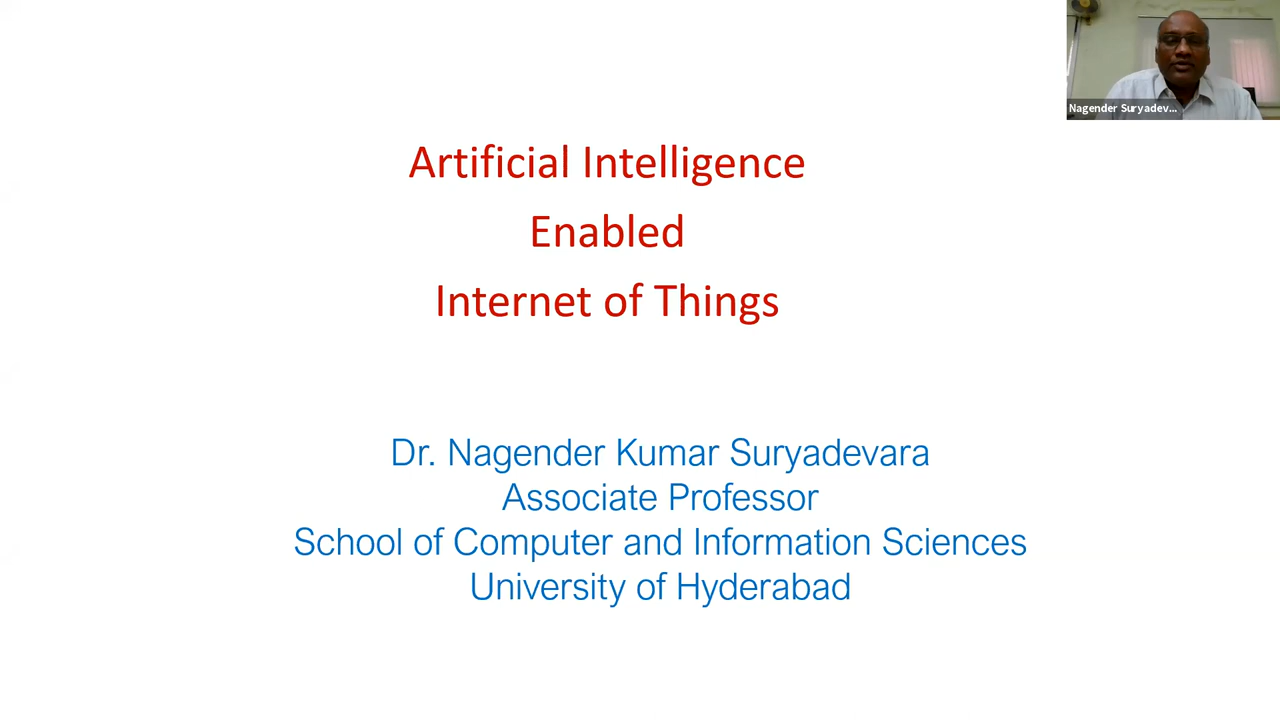 Nagender Suryadev...
Artificial Intelligence
Enabled
Internet of Things
Dr. Nagender Kumar Suryadevara
Associate Professor
School of Computer and Information Sciences
University of Hyderabad